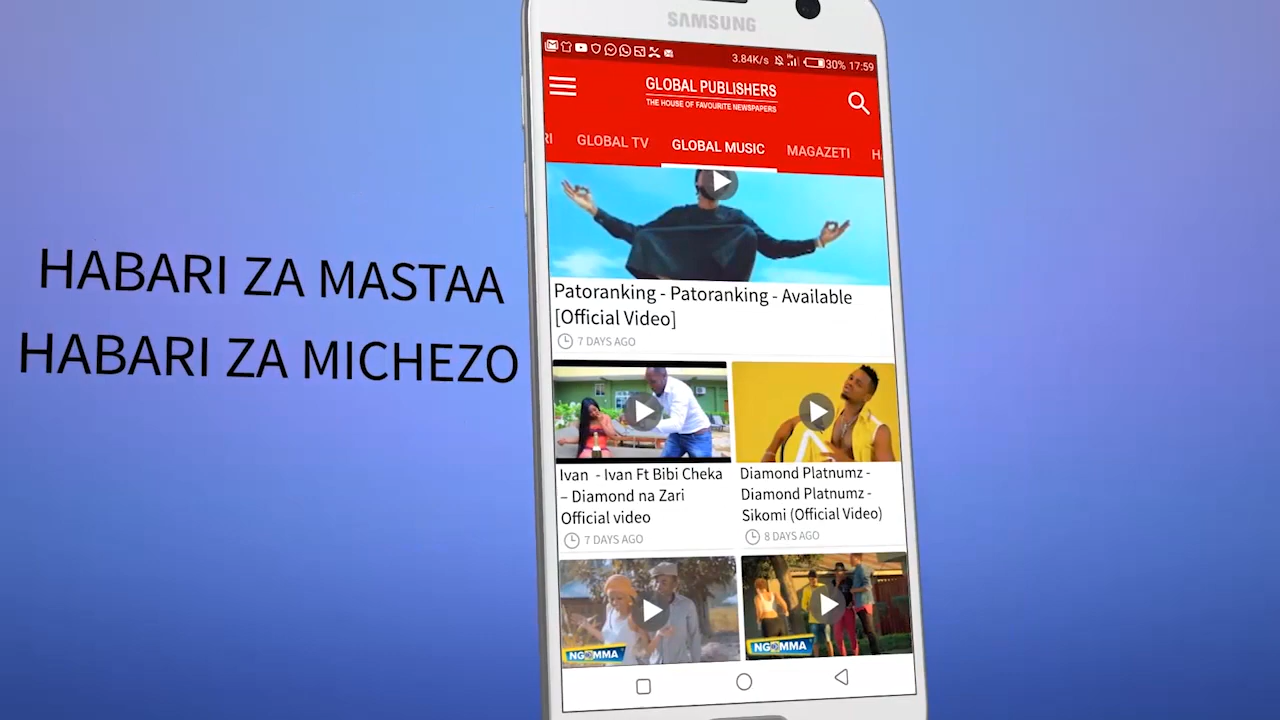 HABARI ZA MASTAA
HABARI ZA MICHEZO
SAMSUNG
3.84K/s 30% 17:59
GLOBAL PUBLISHERS
THE HOUSE OF FAVOURITE NEWSPAPERS
RI GLOBAL TV GLOBAL MUSIC MAGAZETI H
Patoranking - Patoranking - Available
[Official Video]
7 DAYS AGO
Ivan - Ivan Ft Bibi Cheka
– Diamond na Zari
Official video
7 DAYS AGO
Diamond Platnumz -
Diamond Platnumz -
Sikomi (Official Video)
8 DAYS AGO
NGOMMA
NGOMMA